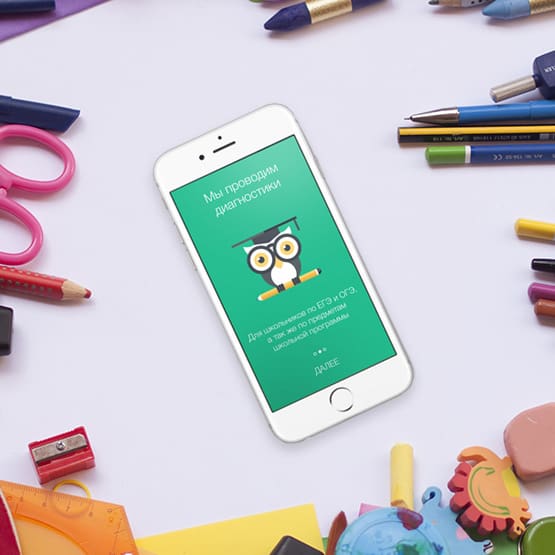 Мы проводим
диагностики
Для школьников по ЕГЭ и ОГЭ,
а так же по предметам
школьной программы
ДАЛЕЕ